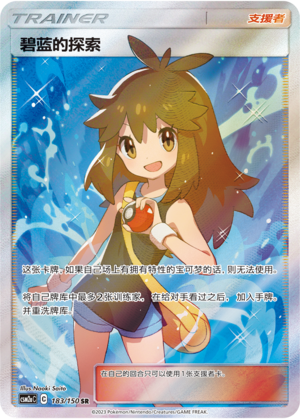 TRAINER
支援者
碧蓝的探索
这张卡牌,如果自己场上有拥有特性的宝可梦的话,则无法使用。
将自己牌库中最多2张训练家,在给对手看过之后,加入手牌。
并重洗牌库。
Illus. Naoki Saito
在自己的回合只可以使用1张支援者卡。
183/150 SR
©2023 Pokémon/Nintendo/Creatures/GAME FREAK.